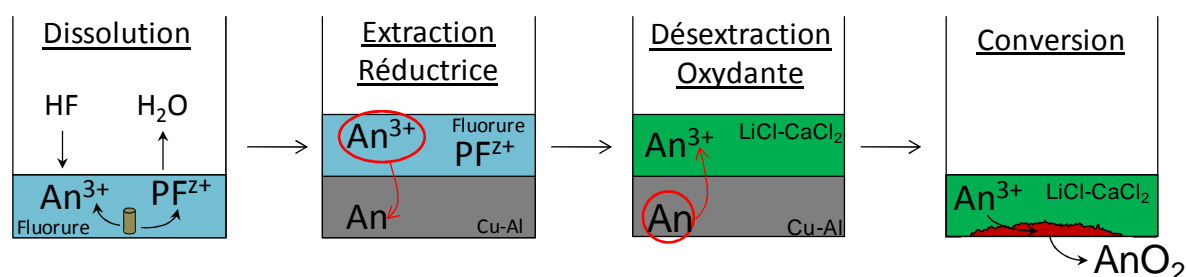 Dissolution
HF
H₂O
An³⁺
PFᶻ⁺
Fluorure
Extraction
Réductrice
An³⁺
Fluorure
PFᶻ⁺
An
Cu-Al
Désextraction
Oxydante
An³⁺
LiCl-CaCl₂
An
Cu-Al
Conversion
An³⁺
LiCl-CaCl₂
AnO₂